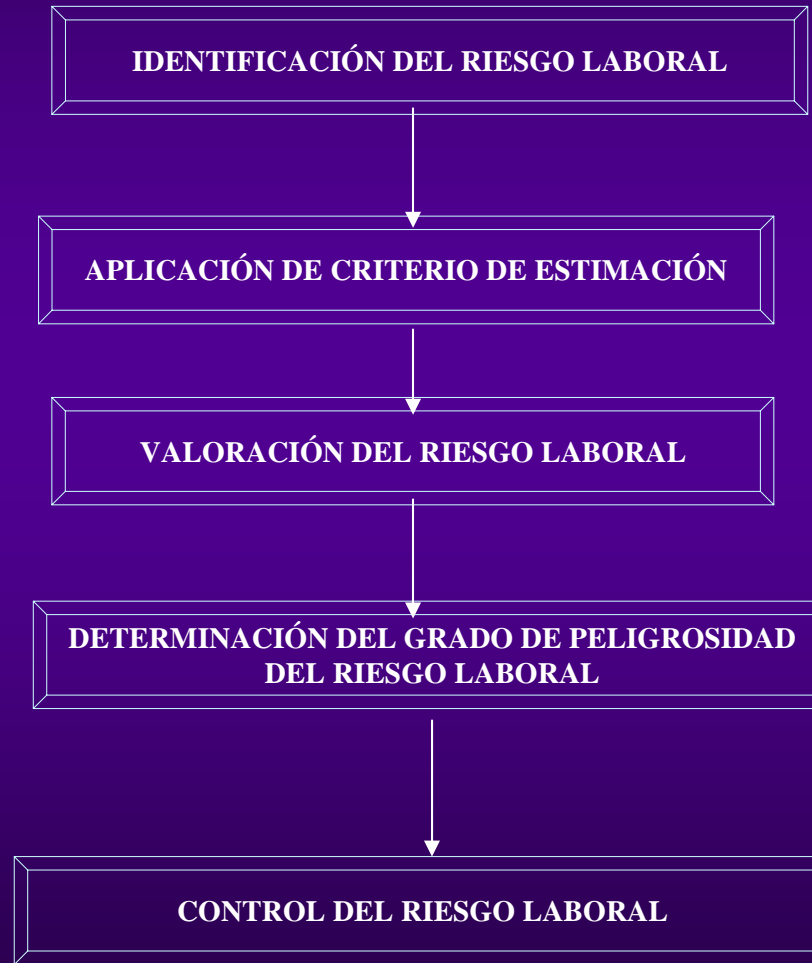 IDENTIFICACIÓN DEL RIESGO LABORAL
APLICACIÓN DE CRITERIO DE ESTIMACIÓN
VALORACIÓN DEL RIESGO LABORAL
DETERMINACIÓN DEL GRADO DE PELIGROSIDAD
DEL RIESGO LABORAL
CONTROL DEL RIESGO LABORAL